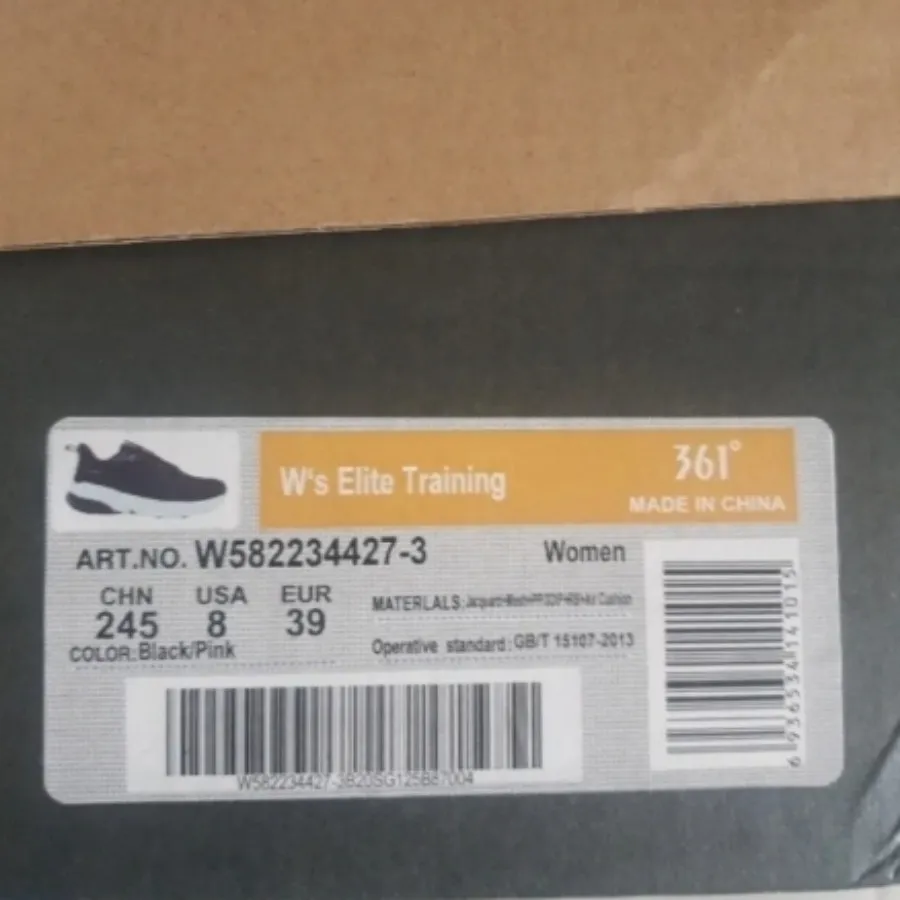 W's Elite Training
361°
MADE IN CHINA
ART.NO. W582234427-3
Women
CHN USA EUR
245 8 39
COLOR: Black/Pink
MATERLALS:
Operative standard: GB/T 15107-2013
6936534141015